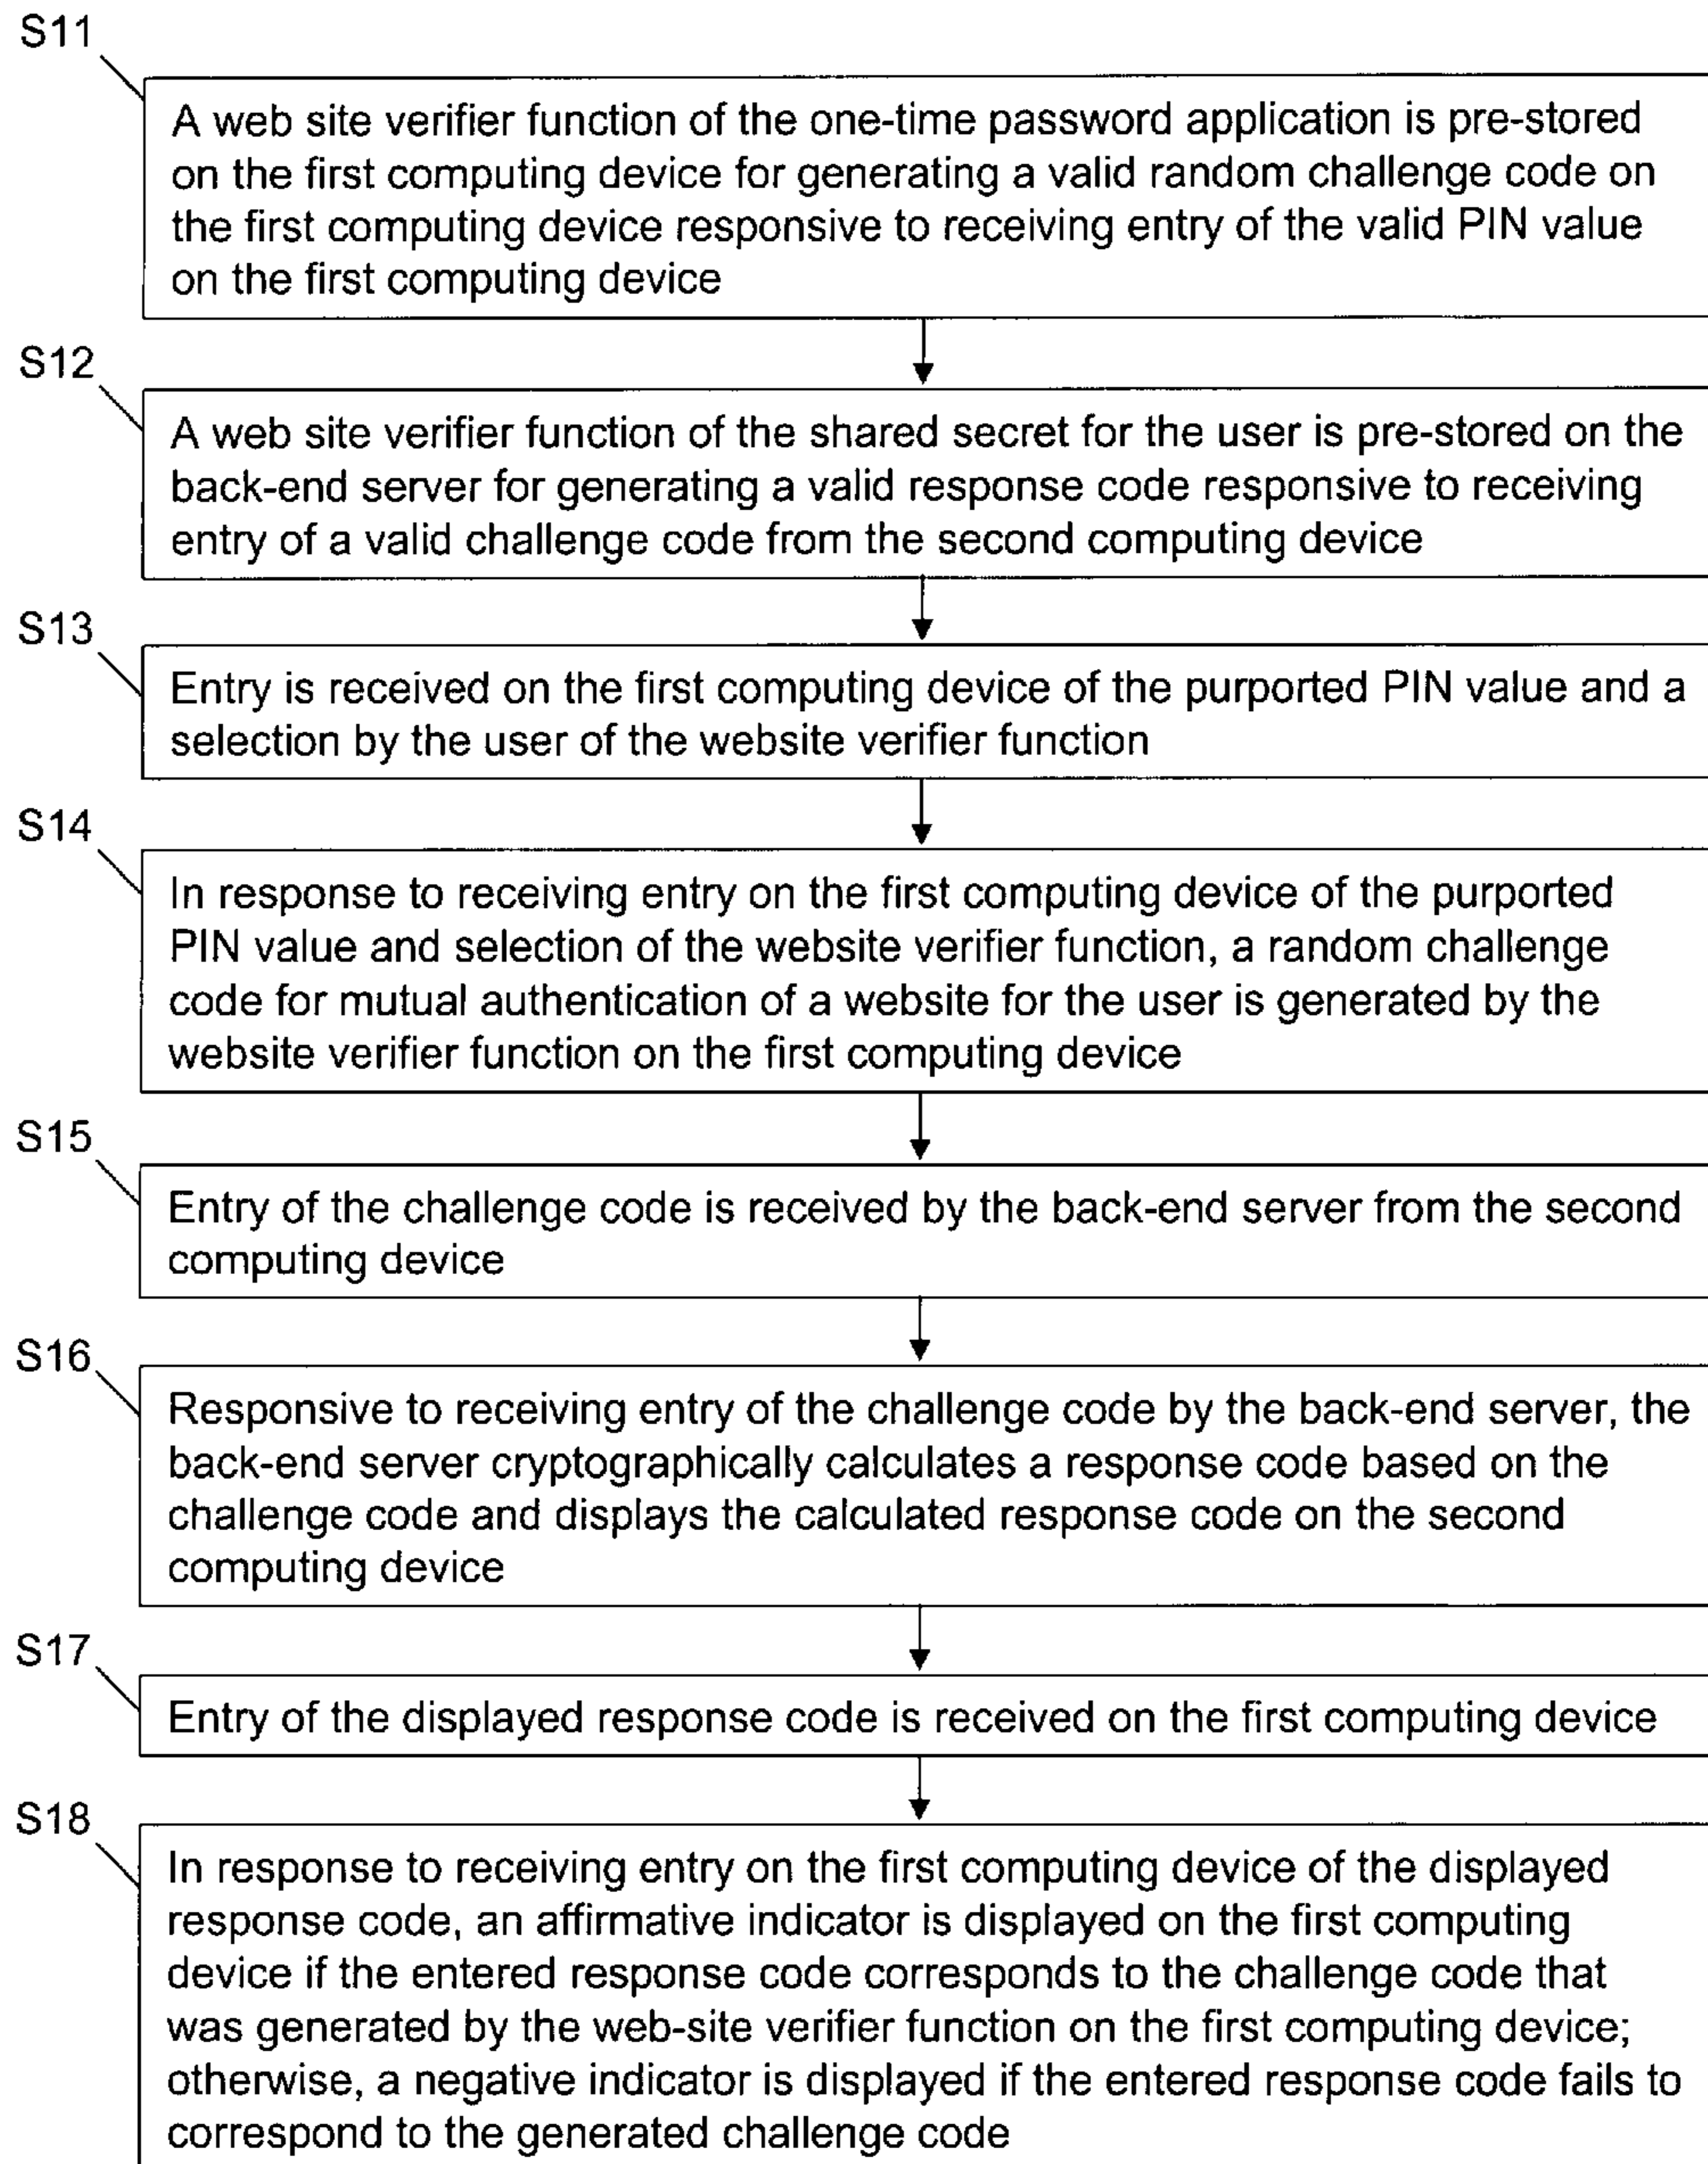 S11
A web site verifier function of the one-time password application is pre-stored
on the first computing device for generating a valid random challenge code on
the first computing device responsive to receiving entry of the valid PIN value
on the first computing device
S12
A web site verifier function of the shared secret for the user is pre-stored on the
back-end server for generating a valid response code responsive to receiving
entry of a valid challenge code from the second computing device
S13
Entry is received on the first computing device of the purported PIN value and a
selection by the user of the website verifier function
S14
In response to receiving entry on the first computing device of the purported
PIN value and selection of the website verifier function, a random challenge
code for mutual authentication of a website for the user is generated by the
website verifier function on the first computing device
S15
Entry of the challenge code is received by the back-end server from the second
computing device
S16
Responsive to receiving entry of the challenge code by the back-end server, the
back-end server cryptographically calculates a response code based on the
challenge code and displays the calculated response code on the second
computing device
S17
Entry of the displayed response code is received on the first computing device
S18
In response to receiving entry on the first computing device of the displayed
response code, an affirmative indicator is displayed on the first computing
device if the entered response code corresponds to the challenge code that
was generated by the web-site verifier function on the first computing device;
otherwise, a negative indicator is displayed if the entered response code fails to
correspond to the generated challenge code